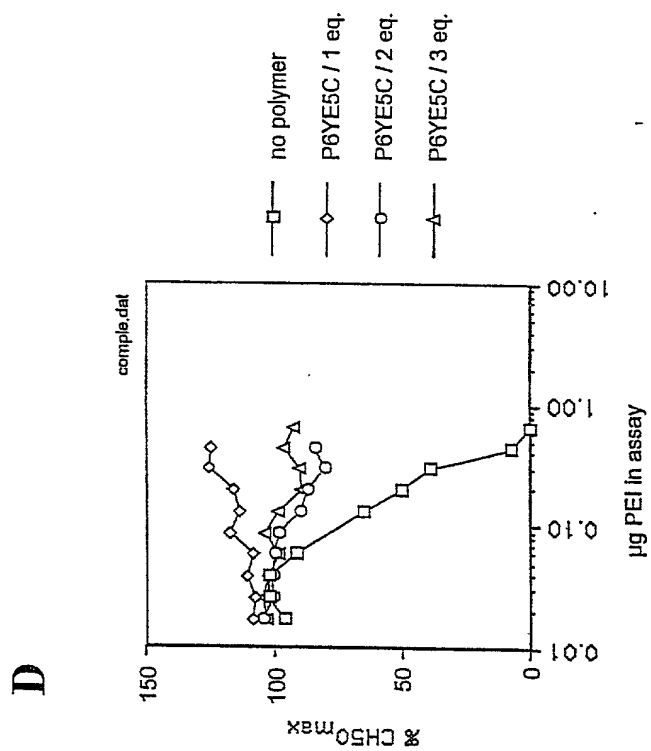 D
comple.dat
% CH50max
150
100
50
0
0.01
0.10
1.00
10.00
µg PEI in assay
no polymer
P6YE5C / 1 eq.
P6YE5C / 2 eq.
P6YE5C / 3 eq.